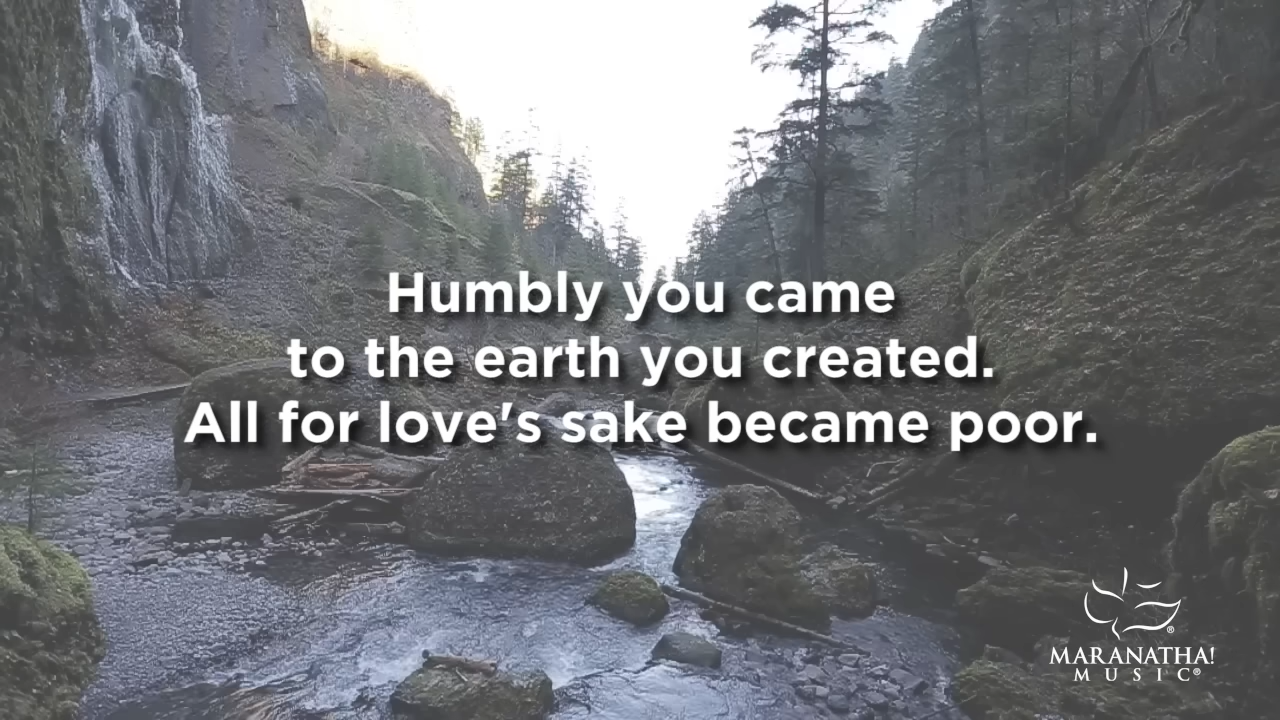 Humbly you came
to the earth you created.
All for love's sake became poor.
®
MARANATHA!
MUSIC®